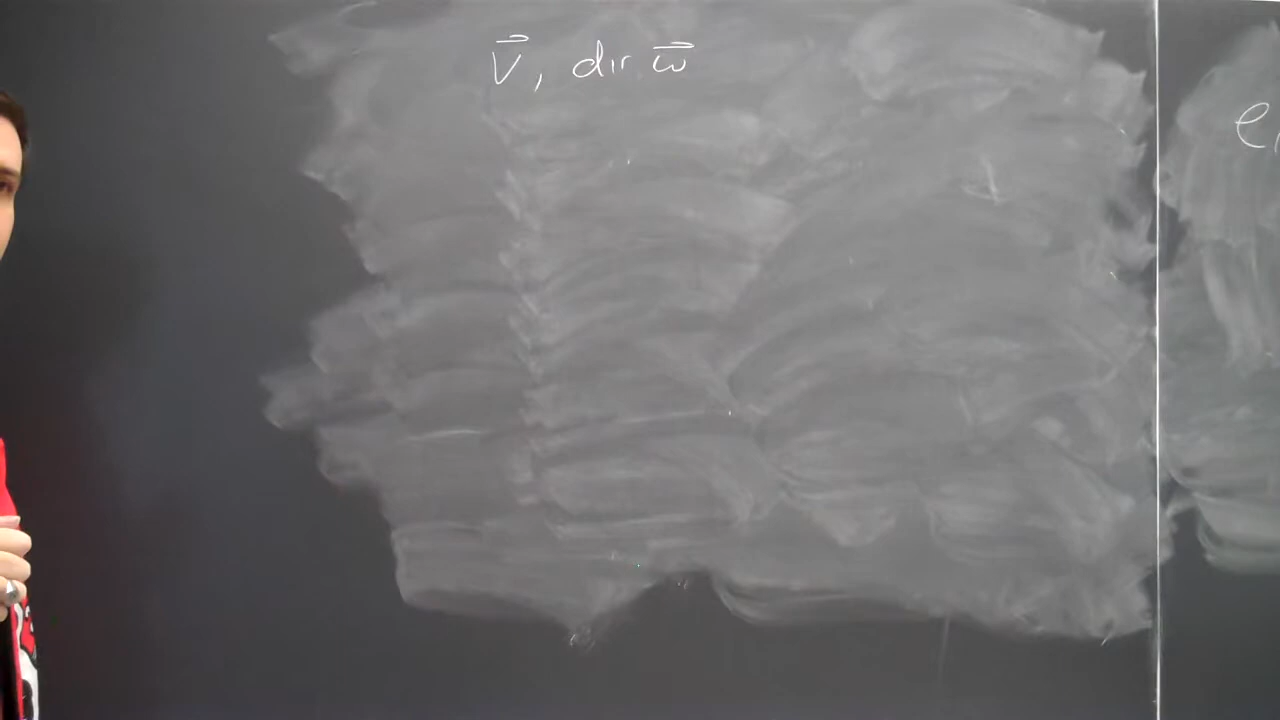 V⃗, dir ω⃗
e,